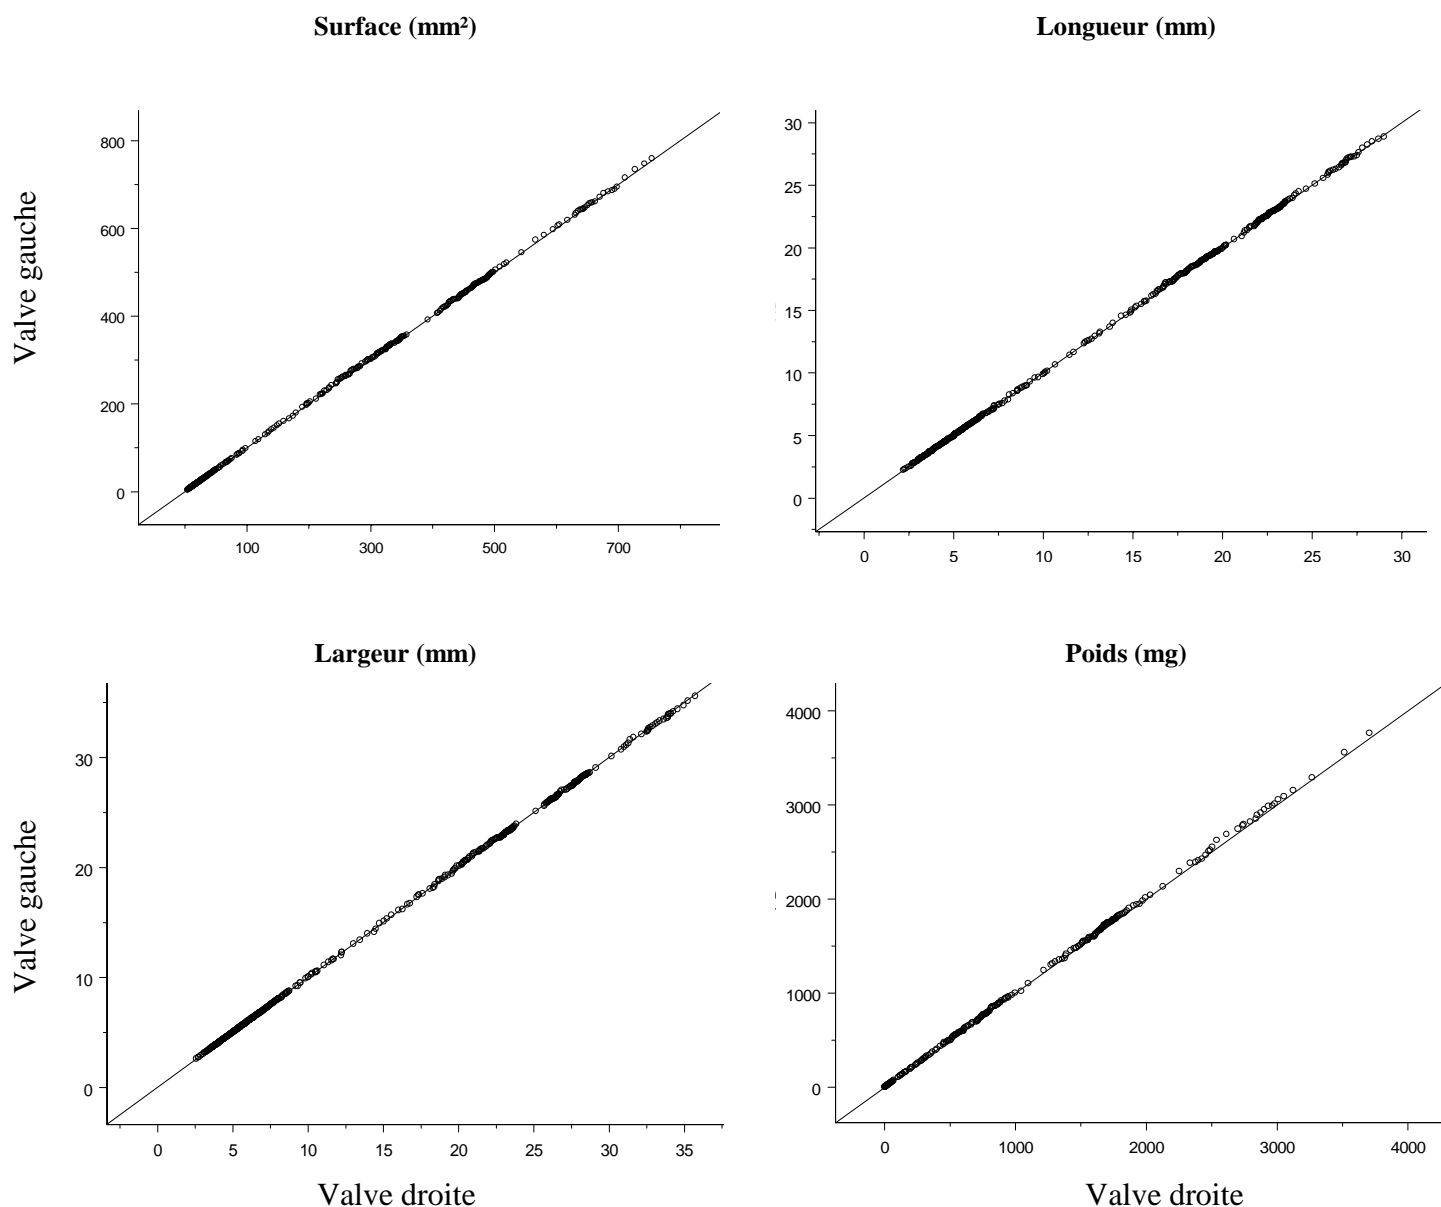 Surface (mm²)
Longueur (mm)
Valve gauche
800
600
400
200
0
100 300 500 700
30
25
20
15
10
5
0
0 5 10 15 20 25 30
Largeur (mm)
Poids (mg)
Valve gauche
30
20
10
0
0 5 10 15 20 25 30 35
Valve droite
4000
3000
2000
1000
0
0 1000 2000 3000 4000
Valve droite